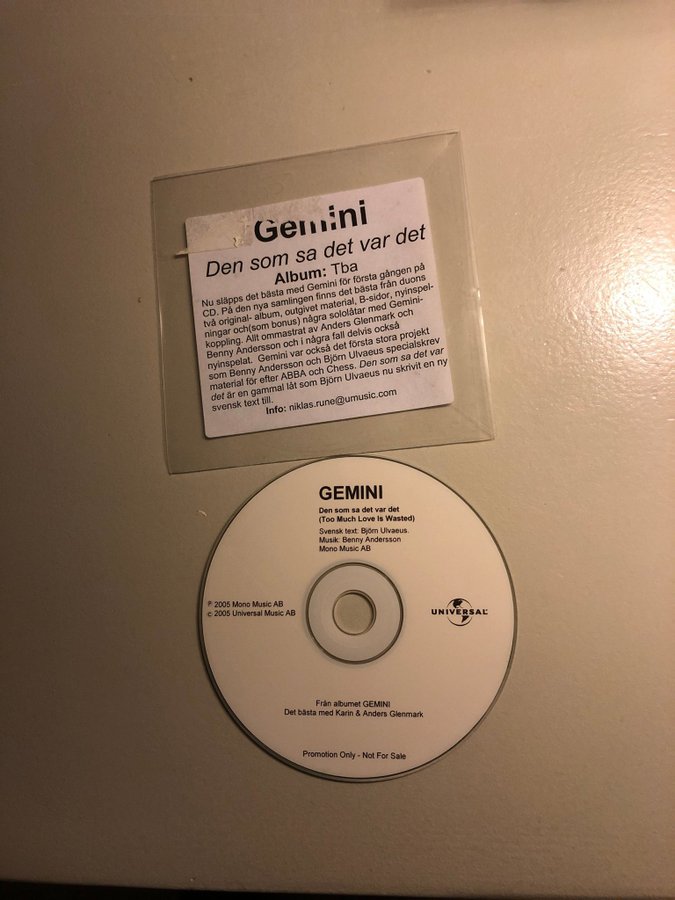 Gemini
Den som sa det var det
Album: Tba
Nu släpps det bästa med Gemini för första gången på
CD. På den nya samlingen finns det bästa från duons
två original- album, outgivet material, B-sidor, nyinspel-
ningar och(som bonus) några sololåtar med Gemini-
koppling. Allt ommastrat av Anders Glenmark och
Benny Andersson och i några fall delvis också
nyinspelat. Gemini var också det första stora projekt
som Benny Andersson och Björn Ulvaeus specialskrev
material för efter ABBA och Chess. Den som sa det var
det är en gammal låt som Björn Ulvaeus nu skrivit en ny
svensk text till.
Info: niklas.rune@umusic.com
GEMINI
Den som sa det var det
(Too Much Love Is Wasted)
Svensk text: Björn Ulvaeus.
Musik: Benny Andersson
Mono Music AB
℗ 2005 Mono Music AB
© 2005 Universal Music AB
UNIVERSAL
Från albumet GEMINI
Det bästa med Karin & Anders Glenmark
Promotion Only - Not For Sale